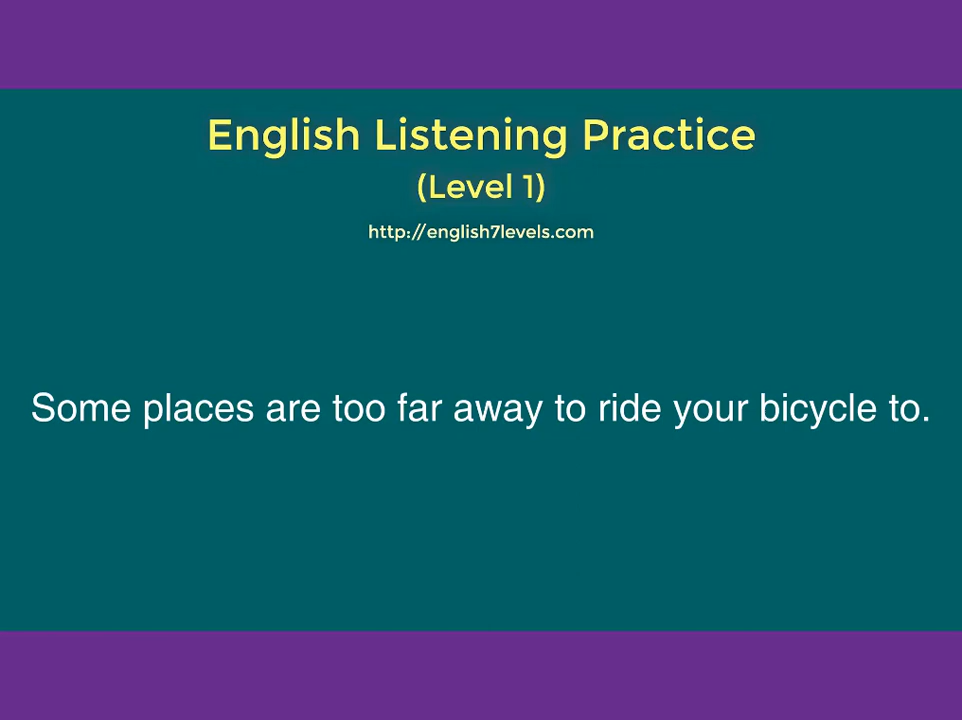 English Listening Practice
(Level 1)
http://english7levels.com
Some places are too far away to ride your bicycle to.